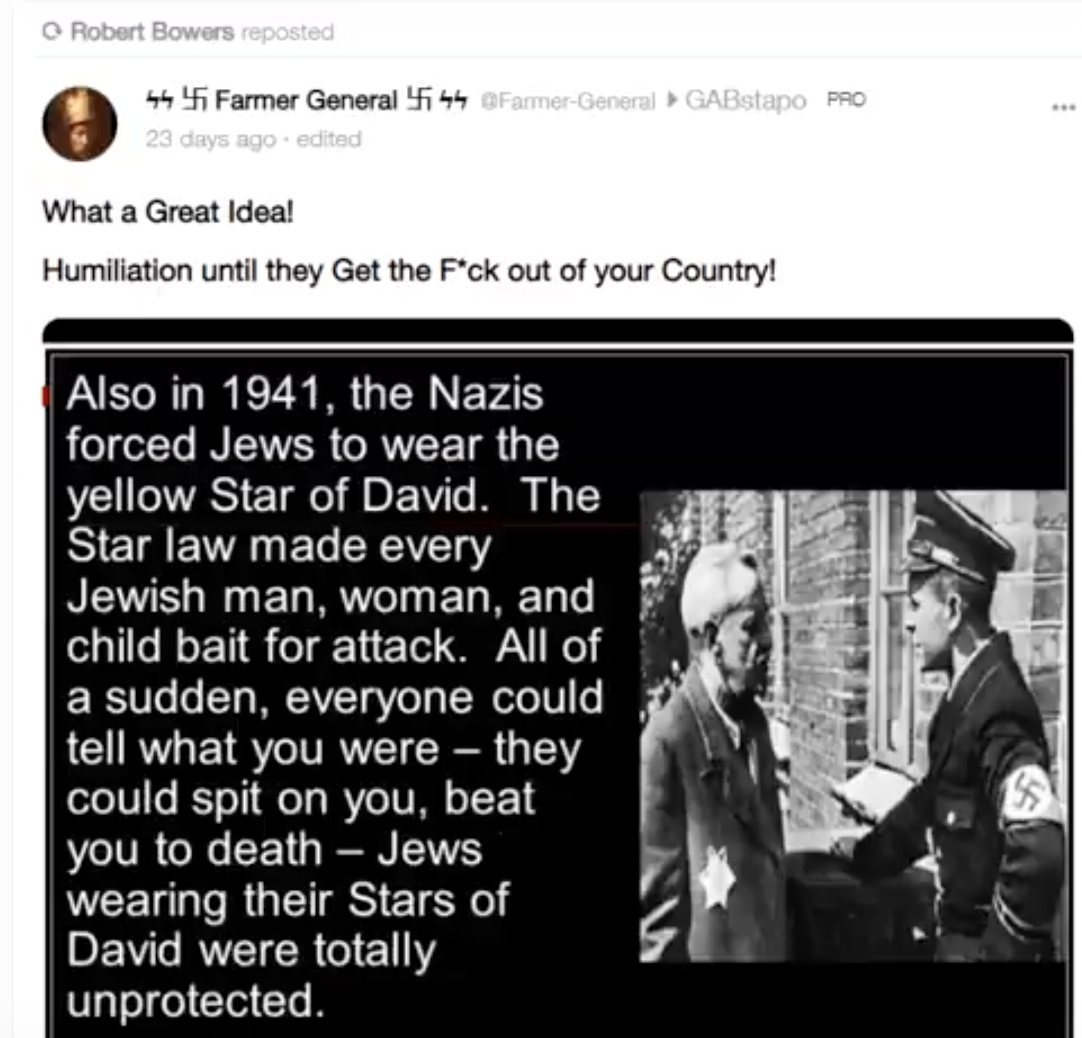 Robert Bowers reposted
ϟϟ 卐 Farmer General 卐 ϟϟ @Farmer-General GABstapo PRO
23 days ago · edited
What a Great Idea!
Humiliation until they Get the F*ck out of your Country!
Also in 1941, the Nazis
forced Jews to wear the
yellow Star of David. The
Star law made every
Jewish man, woman, and
child bait for attack. All of
a sudden, everyone could
tell what you were – they
could spit on you, beat
you to death – Jews
wearing their Stars of
David were totally
unprotected.